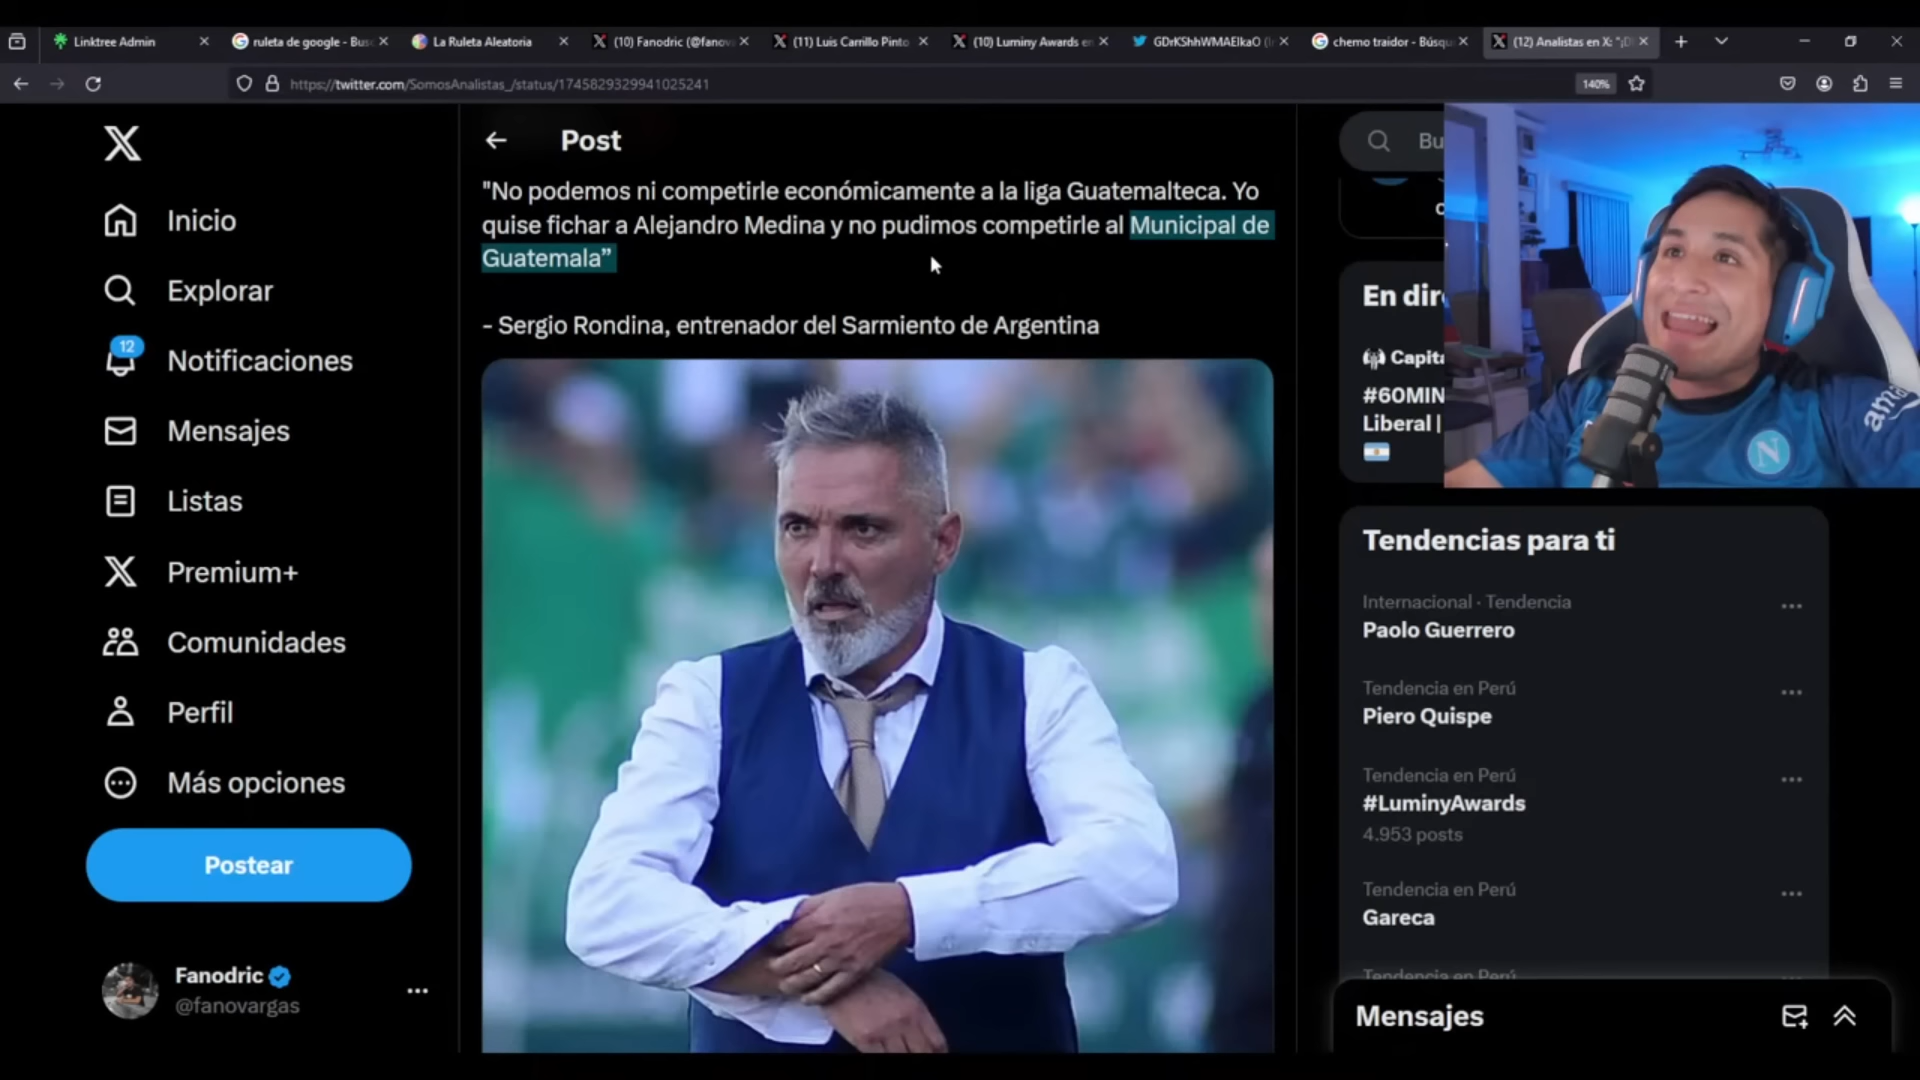 Linktree Admin
ruleta de google - Bus
La Ruleta Aleatoria
(10) Fanodric (@fanov
(11) Luis Carrillo Pinto
(10) Luminy Awards en
GDrKShhWMAElkaO (
chemo traidor - Búsqu
(12) Analistas en X: "¡D
https://twitter.com/SomosAnalistas_/status/1745829329941025241
140%
Post
Bu
"No podemos ni competirle económicamente a la liga Guatemalteca. Yo
quise fichar a Alejandro Medina y no pudimos competirle al Municipal de
Guatemala”
- Sergio Rondina, entrenador del Sarmiento de Argentina
Inicio
Explorar
12
Notificaciones
Mensajes
Listas
Premium+
Comunidades
Perfil
Más opciones
Postear
Fanodric
@fanovargas
En dir
Capita
#60MIN
Liberal |
N
Tendencias para ti
Internacional · Tendencia
Paolo Guerrero
Tendencia en Perú
Piero Quispe
Tendencia en Perú
#LuminyAwards
4.953 posts
Tendencia en Perú
Gareca
Tendencia en Perú
Mensajes